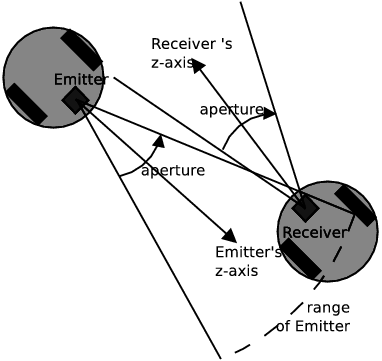 Receiver 's
z-axis
Emitter
aperture
aperture
Receiver
Emitter's
z-axis
range
of Emitter